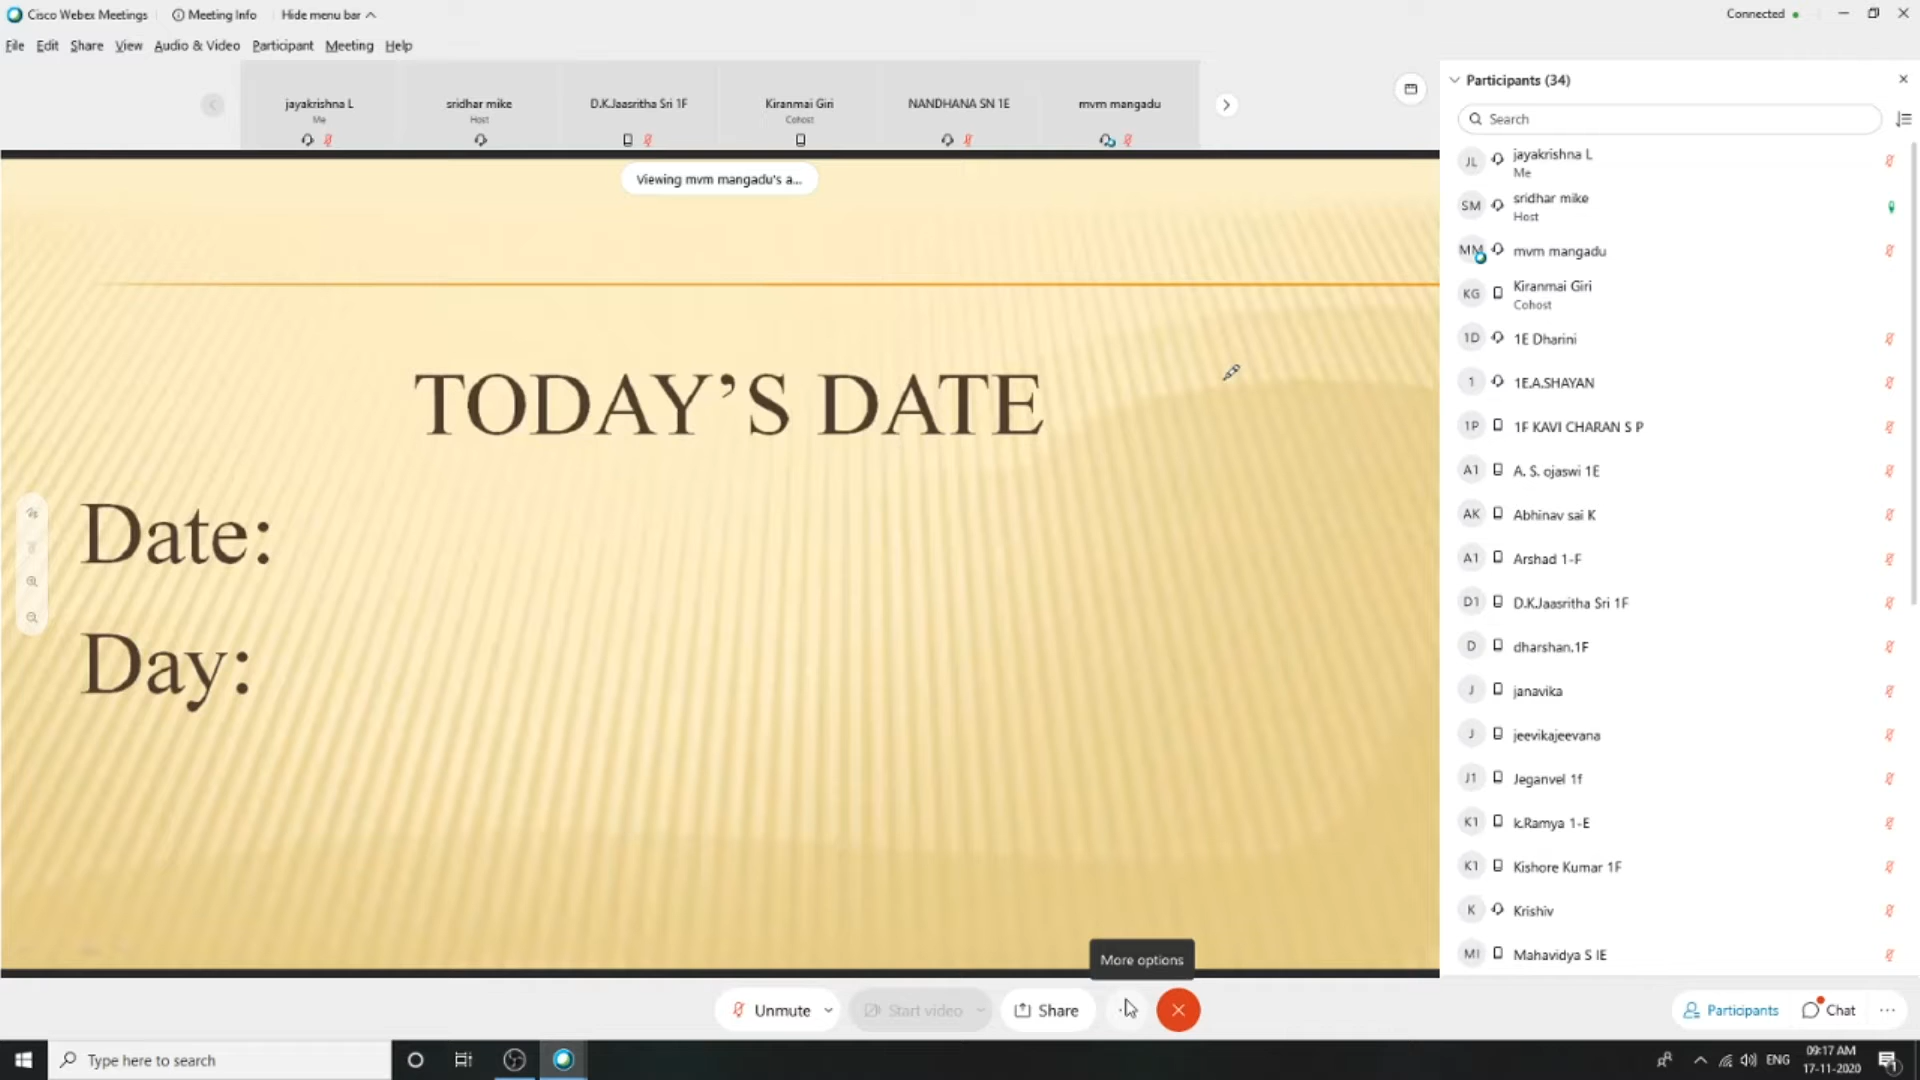 Cisco Webex Meetings
Meeting Info
Hide menu bar
Connected
File Edit Share View Audio & Video Participant Meeting Help
jayakrishna L
Me
sridhar mike
Host
D.K.Jaasritha Sri 1F
Kiranmai Giri
Cohost
NANDHANA SN 1E
mvm mangadu
Viewing mvm mangadu's a...
TODAY’S DATE
Date:
Day:
More options
Unmute
Start video
Share
Participants (34)
Search
JL jayakrishna L
Me
SM sridhar mike
Host
MM mvm mangadu
KG Kiranmai Giri
Cohost
1D 1E Dharini
1 1E.A.SHAYAN
1P 1F KAVI CHARAN S P
A1 A. S. ojaswi 1E
AK Abhinav sai K
A1 Arshad 1-F
D1 D.K.Jaasritha Sri 1F
D dharshan.1F
J janavika
J jeevikajeevana
J1 Jeganvel 1f
K1 k.Ramya 1-E
K1 Kishore Kumar 1F
K Krishiv
MI Mahavidya S IE
Participants
Chat
Type here to search
ENG
09:17 AM
17-11-2020
1